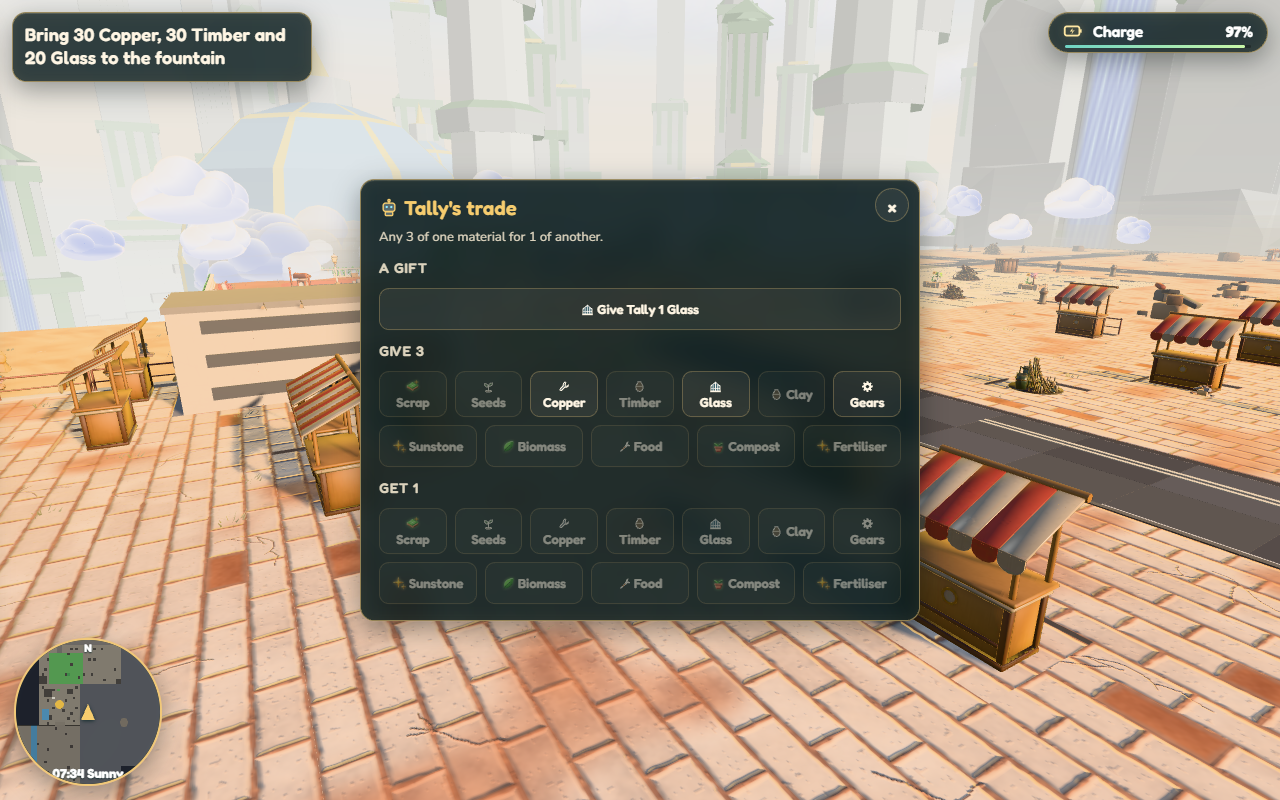 Bring 30 Copper, 30 Timber and
20 Glass to the fountain
Charge 97%
Tally's trade
Any 3 of one material for 1 of another.
A GIFT
Give Tally 1 Glass
GIVE 3
Scrap Seeds Copper Timber Glass Clay Gears
Sunstone Biomass Food Compost Fertiliser
GET 1
Scrap Seeds Copper Timber Glass Clay Gears
Sunstone Biomass Food Compost Fertiliser
N
07:34 Sunny